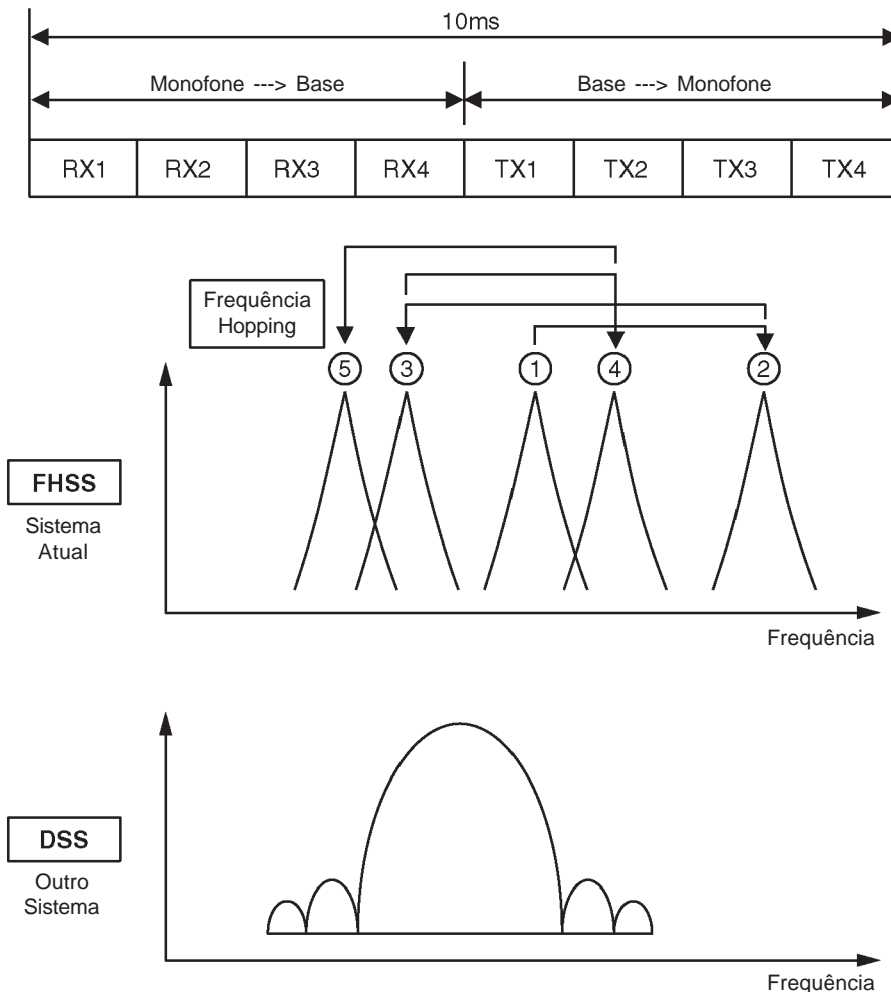 10ms
Monofone ---> Base
Base ---> Monofone
RX1 RX2 RX3 RX4 TX1 TX2 TX3 TX4
Frequência
Hopping
5 3 1 4 2
FHSS
Sistema
Atual
Frequência
DSS
Outro
Sistema
Frequência